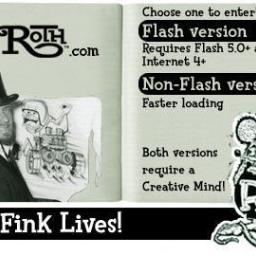 ROTH
.com
Choose one to enter
Flash version
Requires Flash 5.0+
Internet 4+
Non-Flash vers
Faster loading
Both versions
require a
Creative Mind!
Fink Lives!